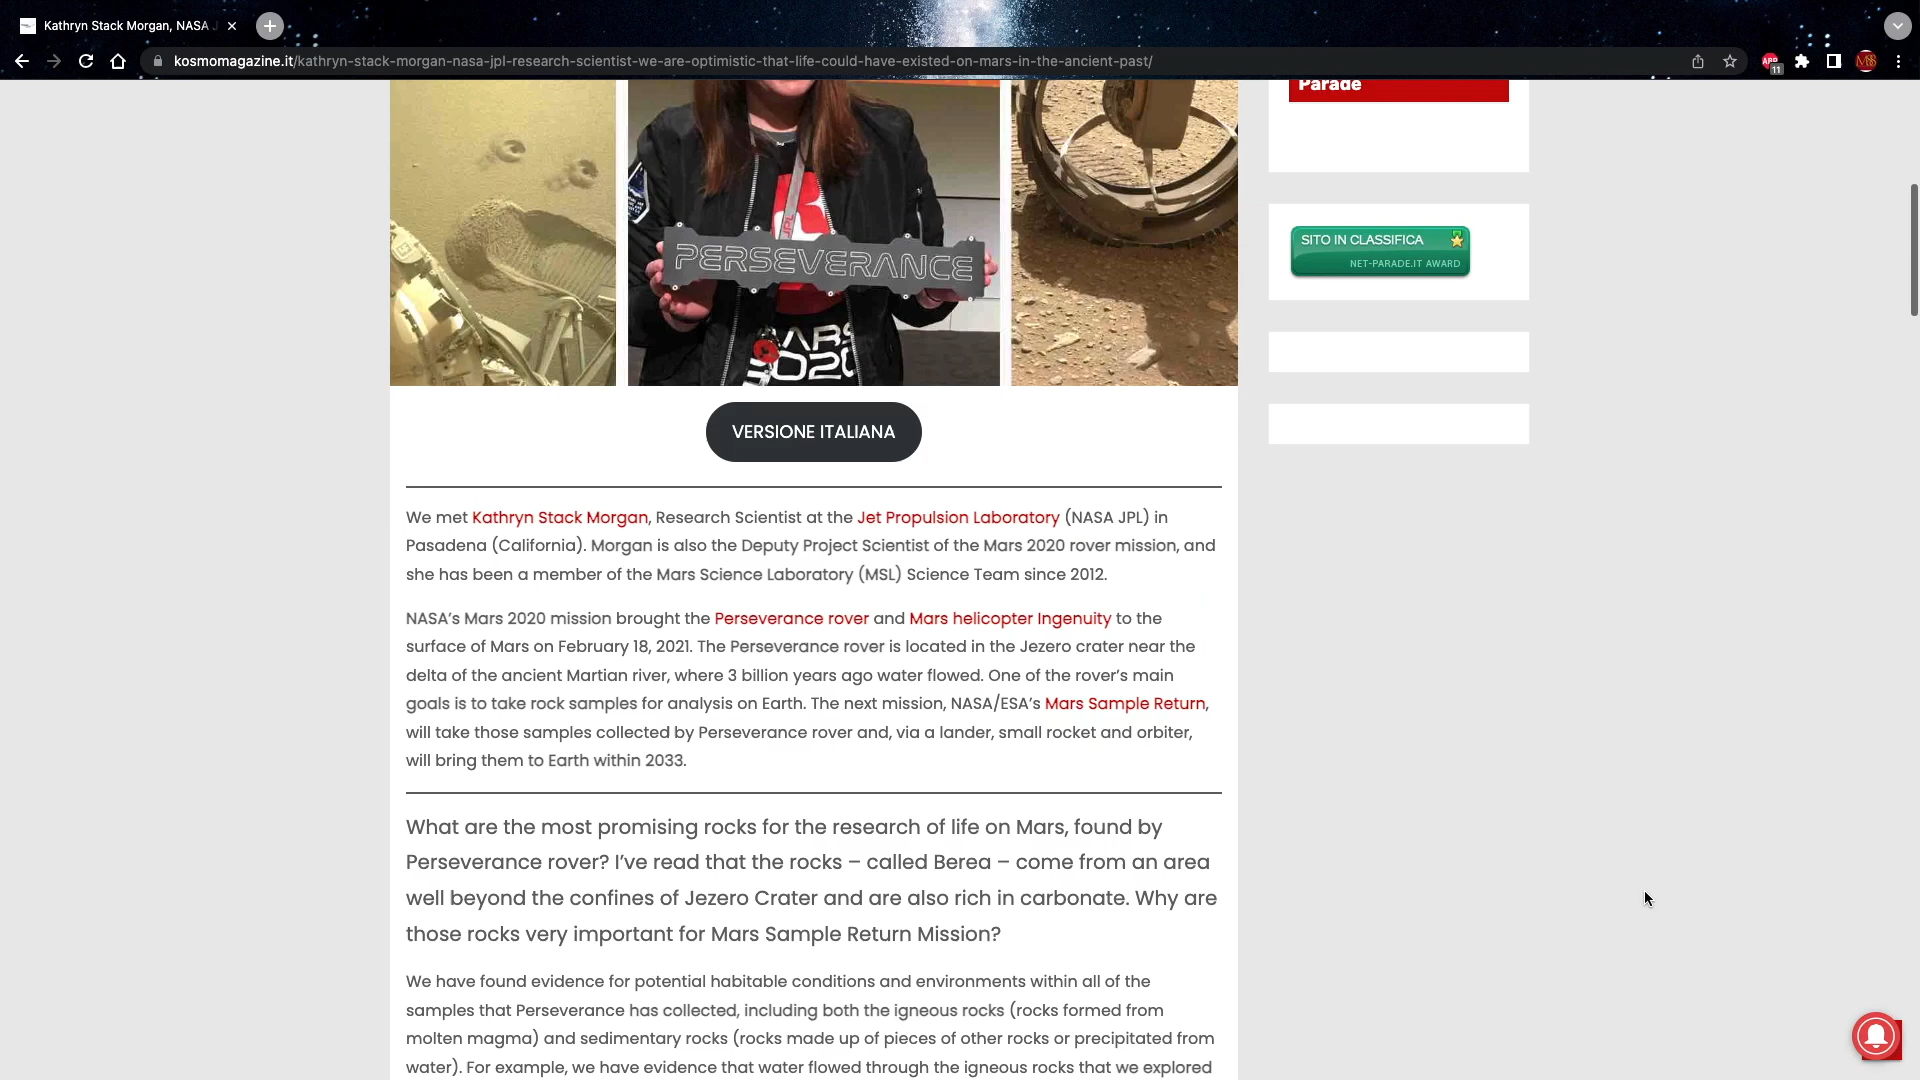 Kathryn Stack Morgan, NASA J
kosmomagazine.it/kathryn-stack-morgan-nasa-jpl-research-scientist-we-are-optimistic-that-life-could-have-existed-on-mars-in-the-ancient-past/
ABP
11
Parade
JPL
PERSEVERANCE
MARS
2020
SITO IN CLASSIFICA
NET-PARADE.IT AWARD
VERSIONE ITALIANA
We met Kathryn Stack Morgan, Research Scientist at the Jet Propulsion Laboratory (NASA JPL) in
Pasadena (California). Morgan is also the Deputy Project Scientist of the Mars 2020 rover mission, and
she has been a member of the Mars Science Laboratory (MSL) Science Team since 2012.
NASA’s Mars 2020 mission brought the Perseverance rover and Mars helicopter Ingenuity to the
surface of Mars on February 18, 2021. The Perseverance rover is located in the Jezero crater near the
delta of the ancient Martian river, where 3 billion years ago water flowed. One of the rover’s main
goals is to take rock samples for analysis on Earth. The next mission, NASA/ESA’s Mars Sample Return,
will take those samples collected by Perseverance rover and, via a lander, small rocket and orbiter,
will bring them to Earth within 2033.
What are the most promising rocks for the research of life on Mars, found by
Perseverance rover? I’ve read that the rocks – called Berea – come from an area
well beyond the confines of Jezero Crater and are also rich in carbonate. Why are
those rocks very important for Mars Sample Return Mission?
We have found evidence for potential habitable conditions and environments within all of the
samples that Perseverance has collected, including both the igneous rocks (rocks formed from
molten magma) and sedimentary rocks (rocks made up of pieces of other rocks or precipitated from
water). For example, we have evidence that water flowed through the igneous rocks that we explored